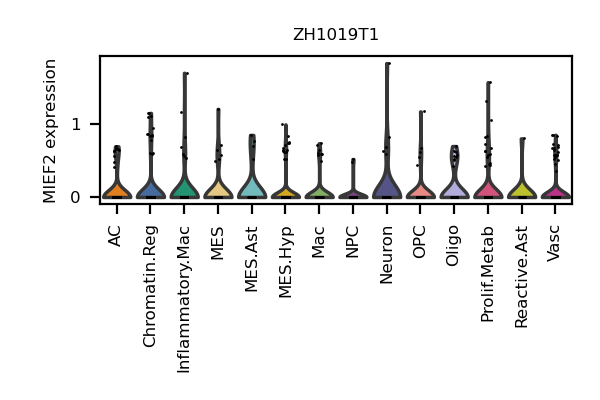 ZH1019T1
MIEF2 expression
1
0
AC
Chromatin.Reg
Inflammatory.Mac
MES
MES.Ast
MES.Hyp
Mac
NPC
Neuron
OPC
Oligo
Prolif.Metab
Reactive.Ast
Vasc